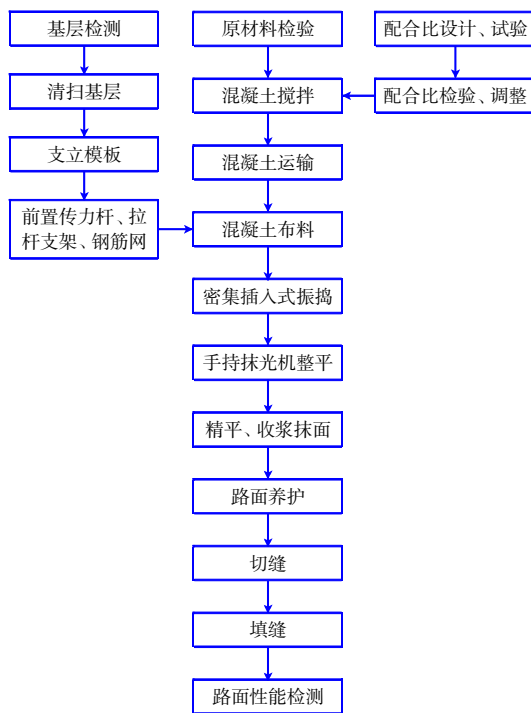 基层检测
原材料检验
配合比设计、试验
清扫基层
混凝土搅拌
配合比检验、调整
支立模板
混凝土运输
前置传力杆、拉
杆支架、钢筋网
混凝土布料
密集插入式振捣
手持抹光机整平
精平、收浆抹面
路面养护
切缝
填缝
路面性能检测